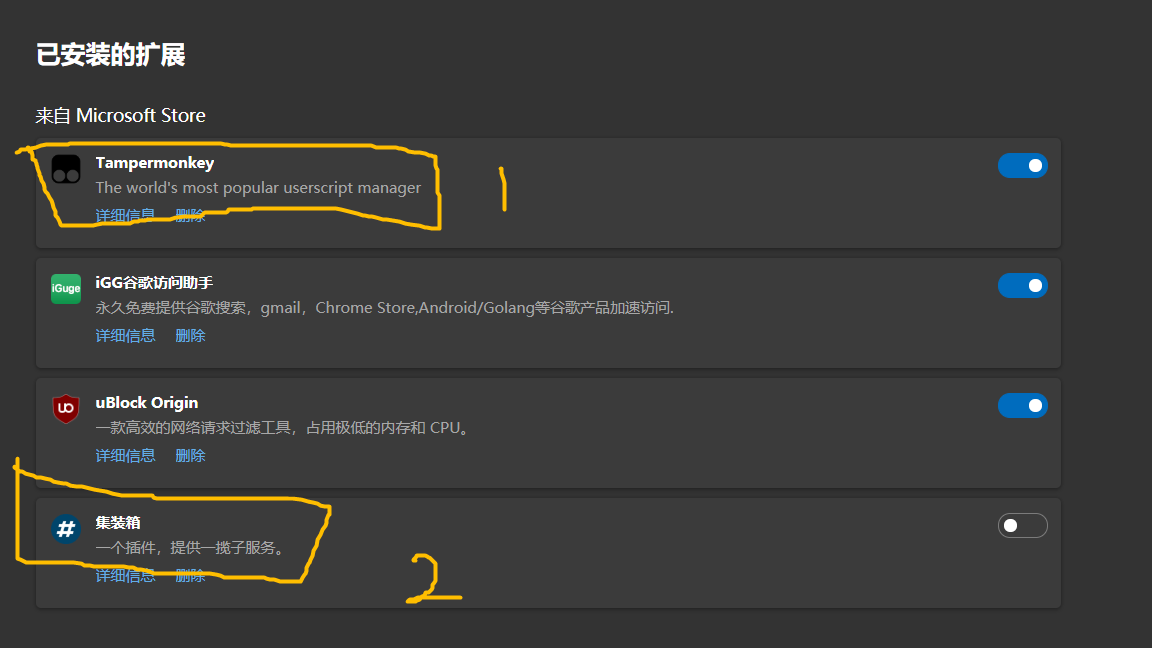 已安装的扩展
来自 Microsoft Store
Tampermonkey
The world's most popular userscript manager
详细信息 删除
1
iGuge
iGG谷歌访问助手
永久免费提供谷歌搜索，gmail，Chrome Store,Android/Golang等谷歌产品加速访问.
详细信息 删除
uBlock Origin
一款高效的网络请求过滤工具，占用极低的内存和 CPU。
详细信息 删除
#
集装箱
一个插件，提供一揽子服务。
详细信息 删除
2